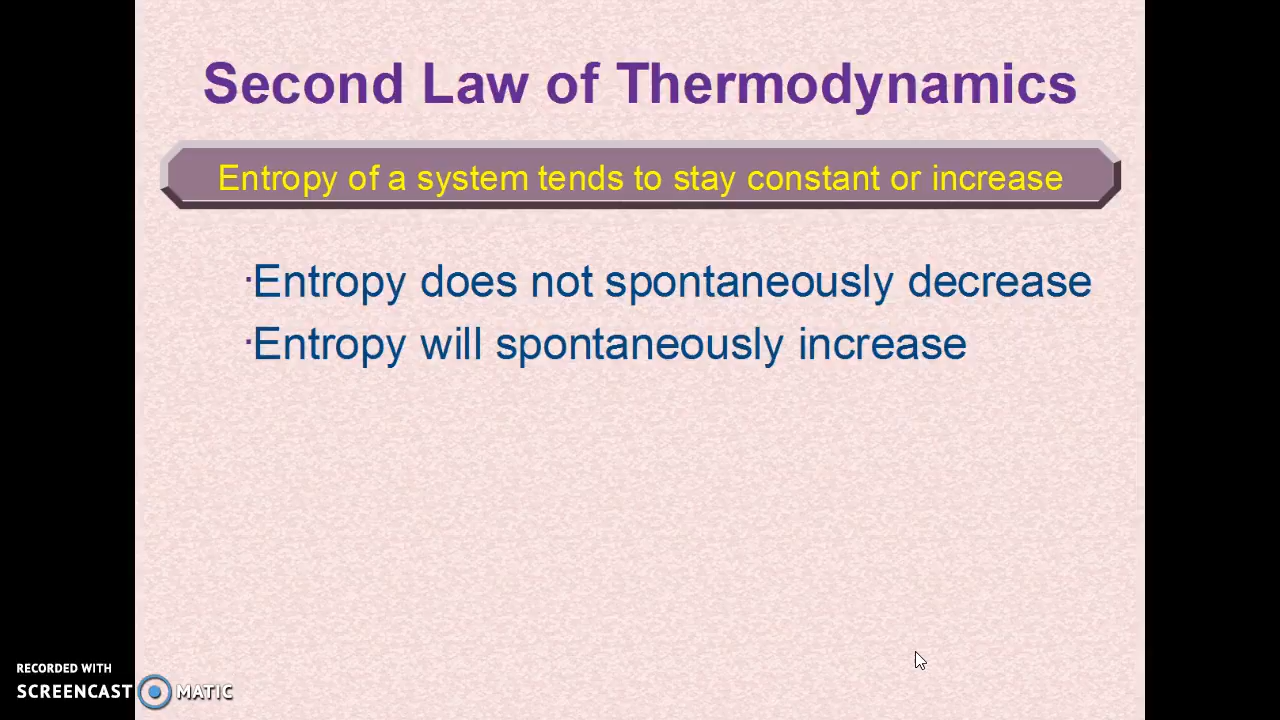 Second Law of Thermodynamics
Entropy of a system tends to stay constant or increase
·Entropy does not spontaneously decrease
·Entropy will spontaneously increase
RECORDED WITH
SCREENCAST MATIC